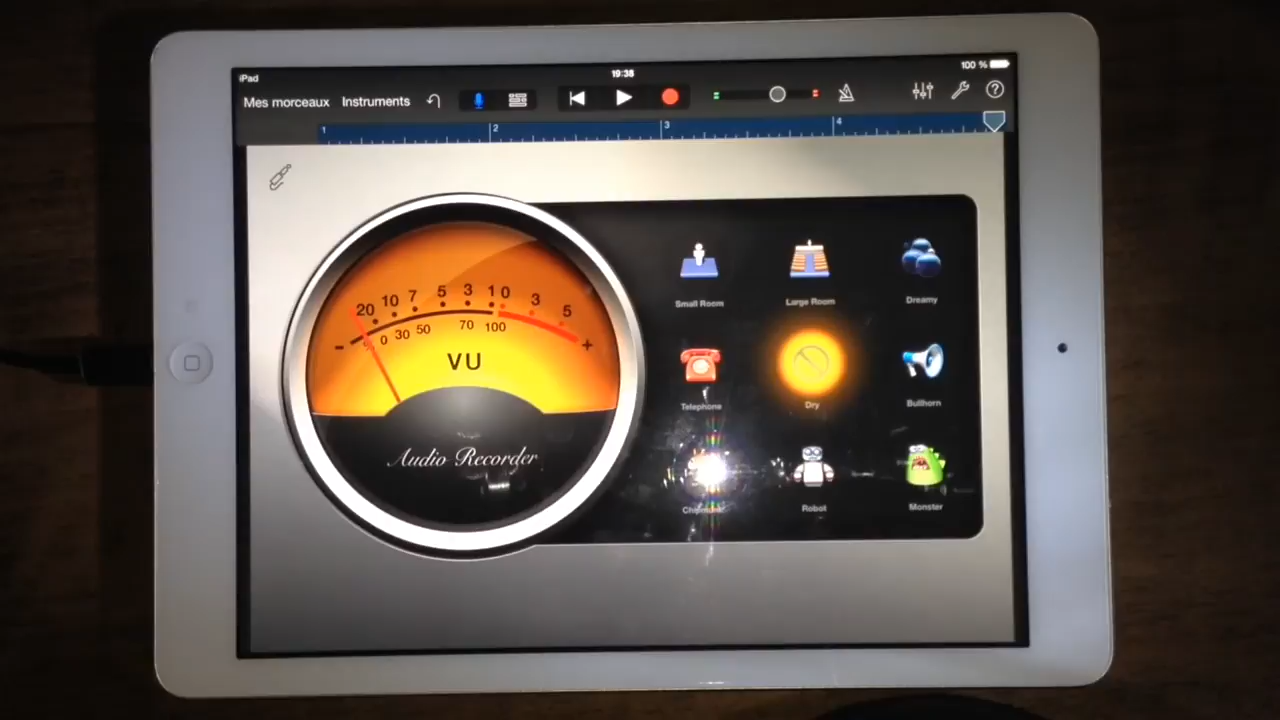 iPad 19:38 100 %
Mes morceaux Instruments
1 2 3 4
20 10 7 5 3 1 0 3 5
- 0 30 50 70 100 +
VU
Audio Recorder
Small Room Large Room Dreamy
Telephone Dry Bullhorn
Chipmunk Robot Monster